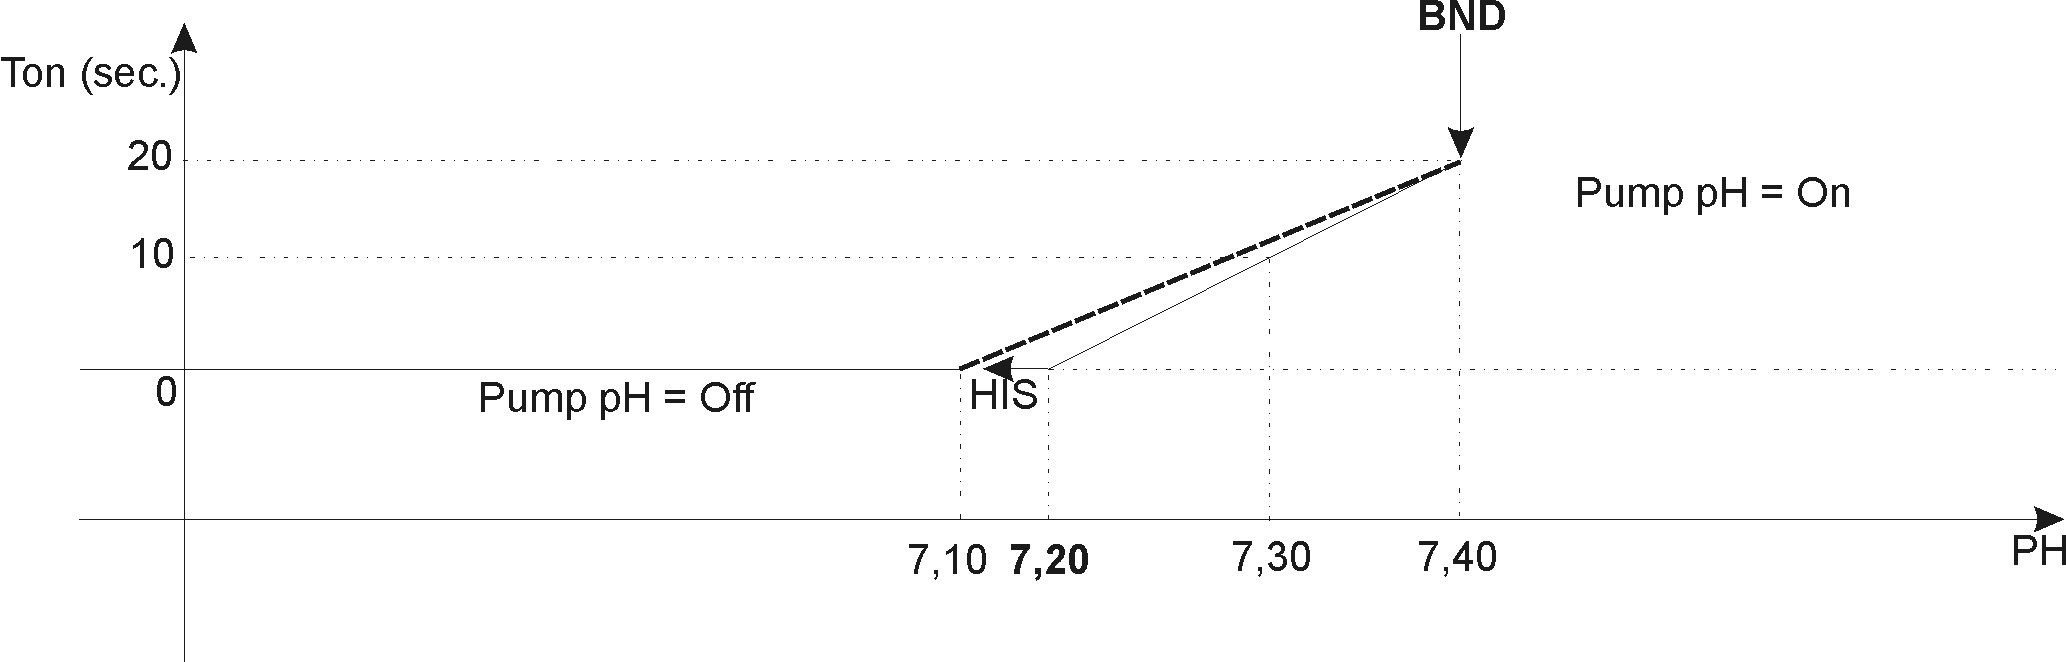 BND
Ton (sec.)
20
Pump pH = On
10
0
Pump pH = Off
HIS
7,10 7,20 7,30 7,40
PH